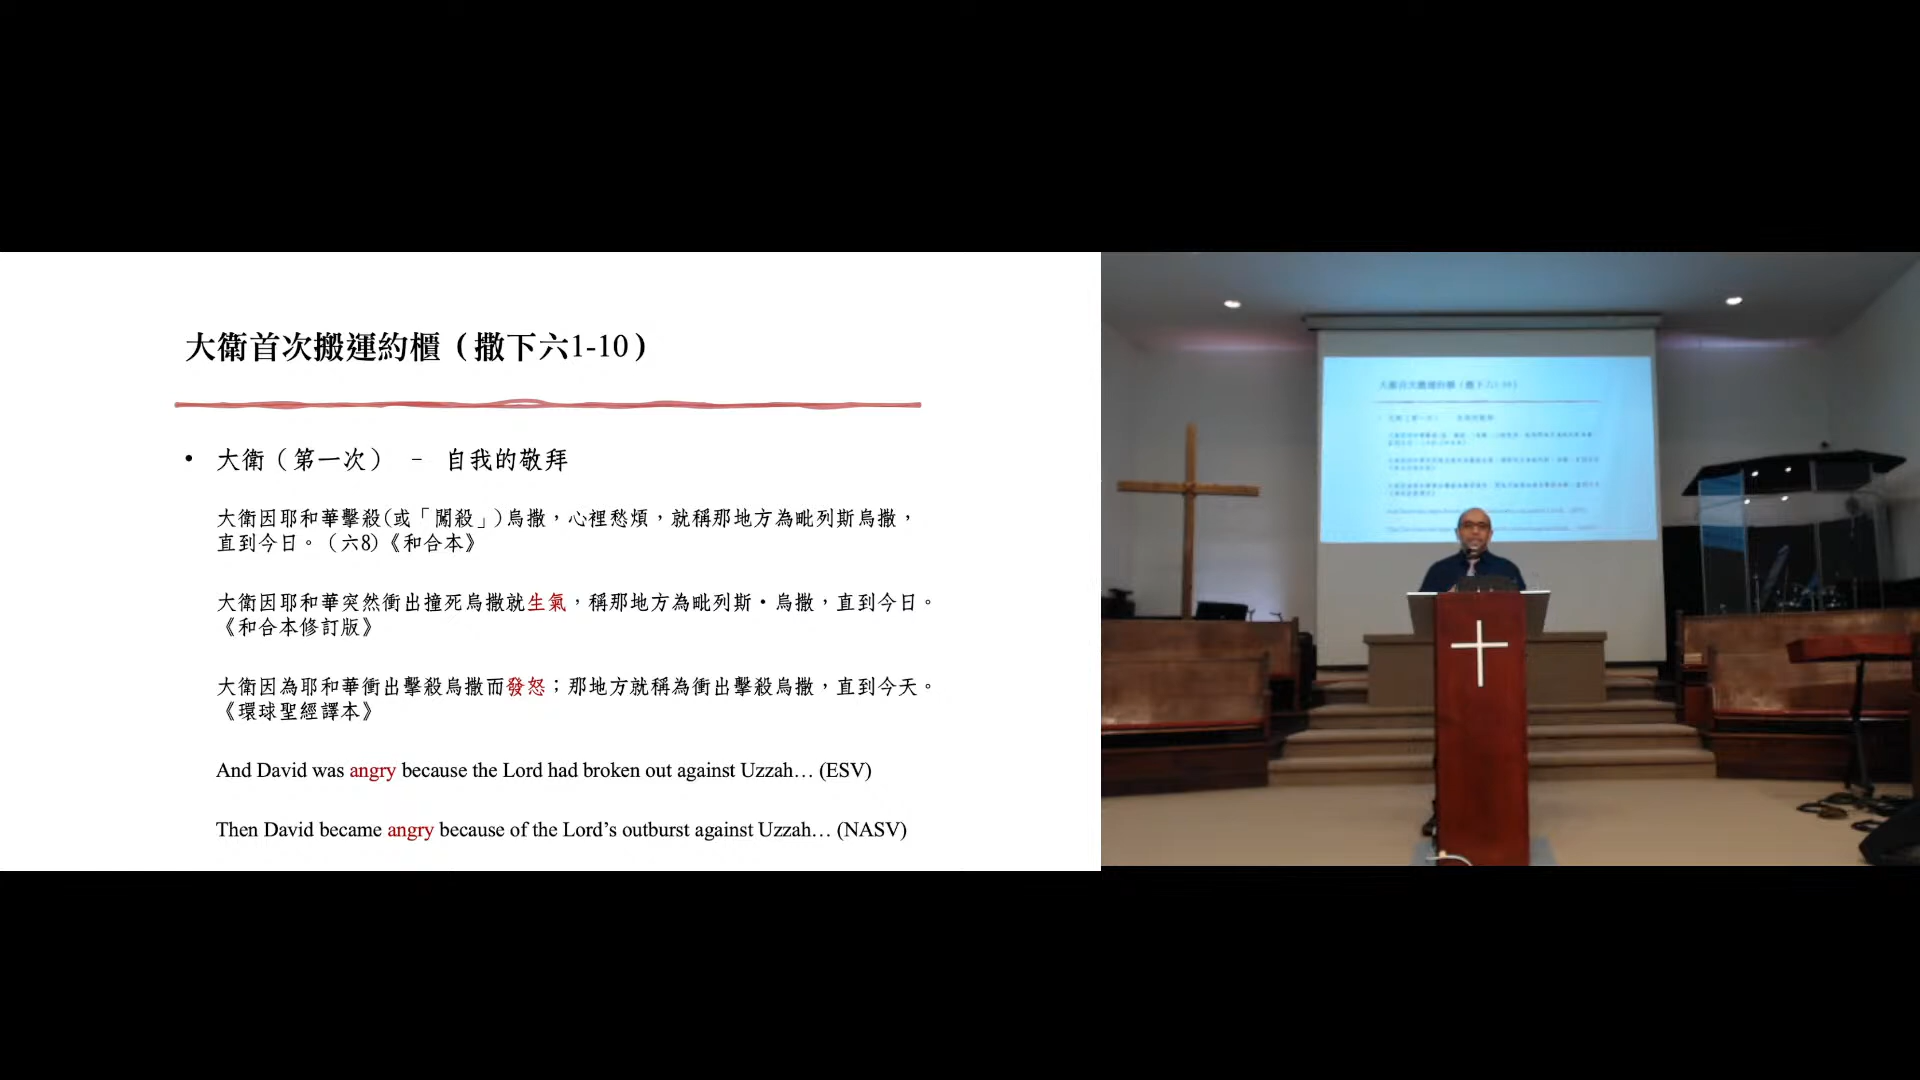 大衛首次搬運約櫃（撒下六1-10）
• 大衛（第一次） – 自我的敬拜
大衛因耶和華擊殺(或「闖殺」)烏撒，心裡愁煩，就稱那地方為毗列斯烏撒，
直到今日。（六8)《和合本》
大衛因耶和華突然衝出撞死烏撒就生氣，稱那地方為毗列斯•烏撒，直到今日。
《和合本修訂版》
大衛因為耶和華衝出擊殺烏撒而發怒；那地方就稱為衝出擊殺烏撒，直到今天。
《環球聖經譯本》
And David was angry because the Lord had broken out against Uzzah… (ESV)
Then David became angry because of the Lord’s outburst against Uzzah… (NASV)